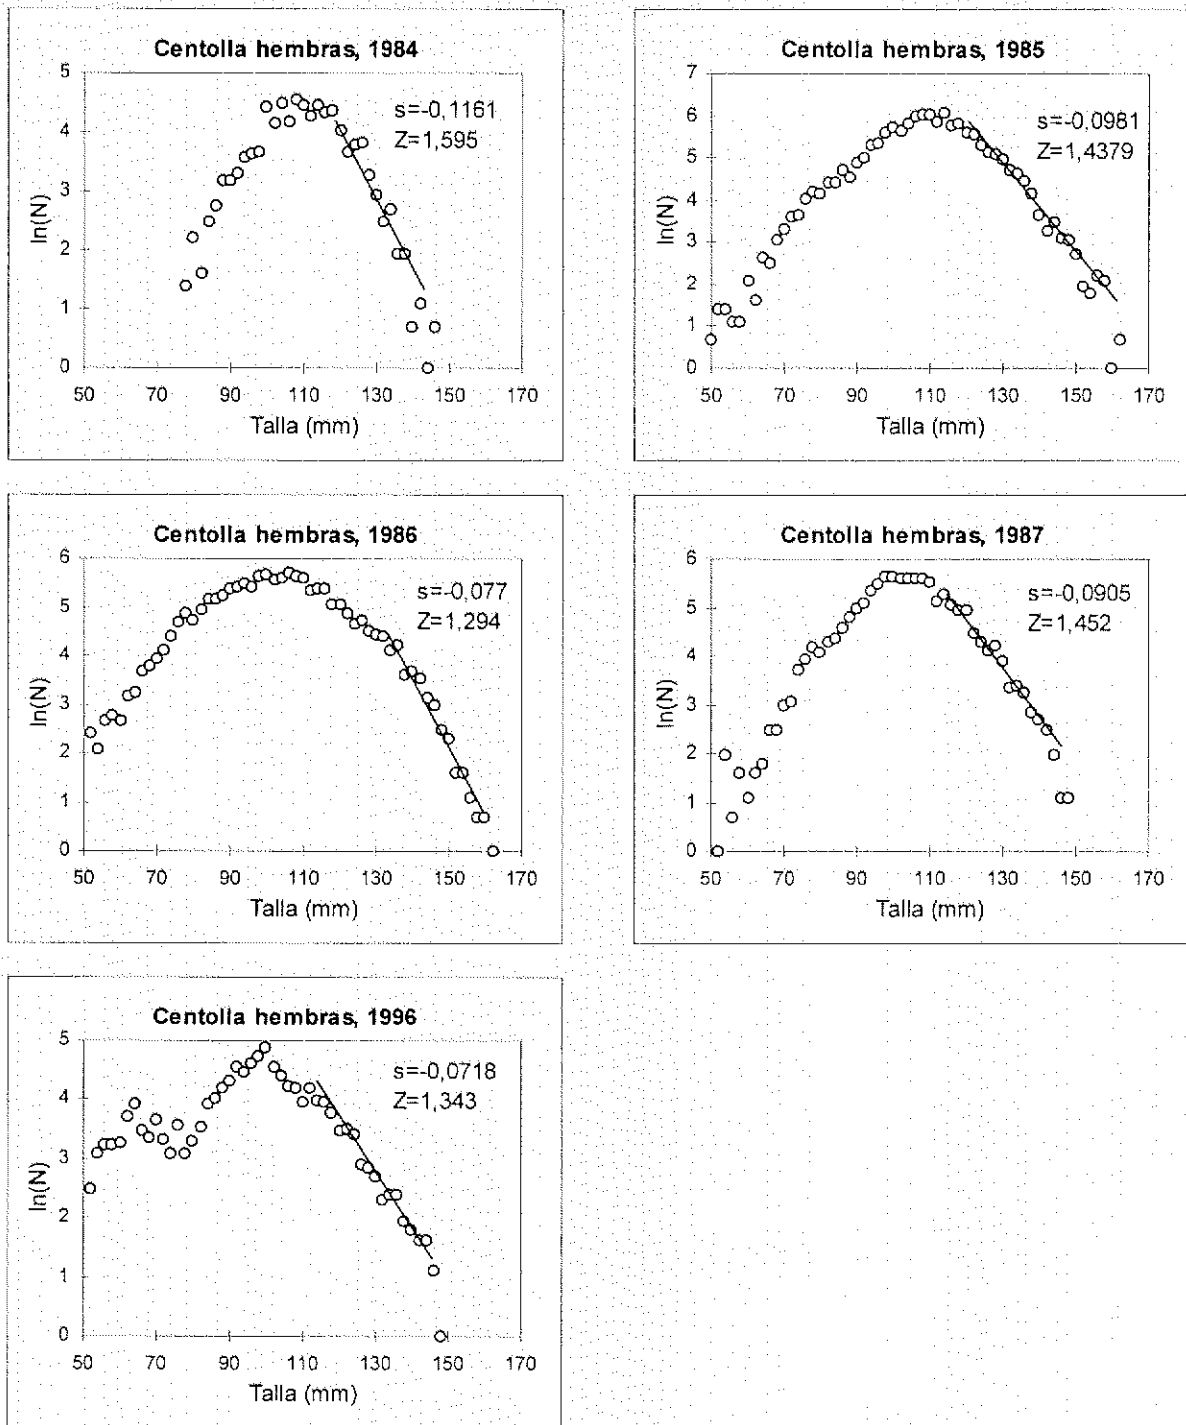 Centolla hembras, 1984
s=-0,1161
Z=1,595
ln(N)
5
4
3
2
1
0
50 70 90 110 130 150 170
Talla (mm)
Centolla hembras, 1985
s=-0,0981
Z=1,4379
ln(N)
7
6
5
4
3
2
1
0
50 70 90 110 130 150 170
Talla (mm)
Centolla hembras, 1986
s=-0,077
Z=1,294
ln(N)
6
5
4
3
2
1
0
50 70 90 110 130 150 170
Talla (mm)
Centolla hembras, 1987
s=-0,0905
Z=1,452
ln(N)
6
5
4
3
2
1
0
50 70 90 110 130 150 170
Talla (mm)
Centolla hembras, 1996
s=-0,0718
Z=1,343
ln(N)
5
4
3
2
1
0
50 70 90 110 130 150 170
Talla (mm)